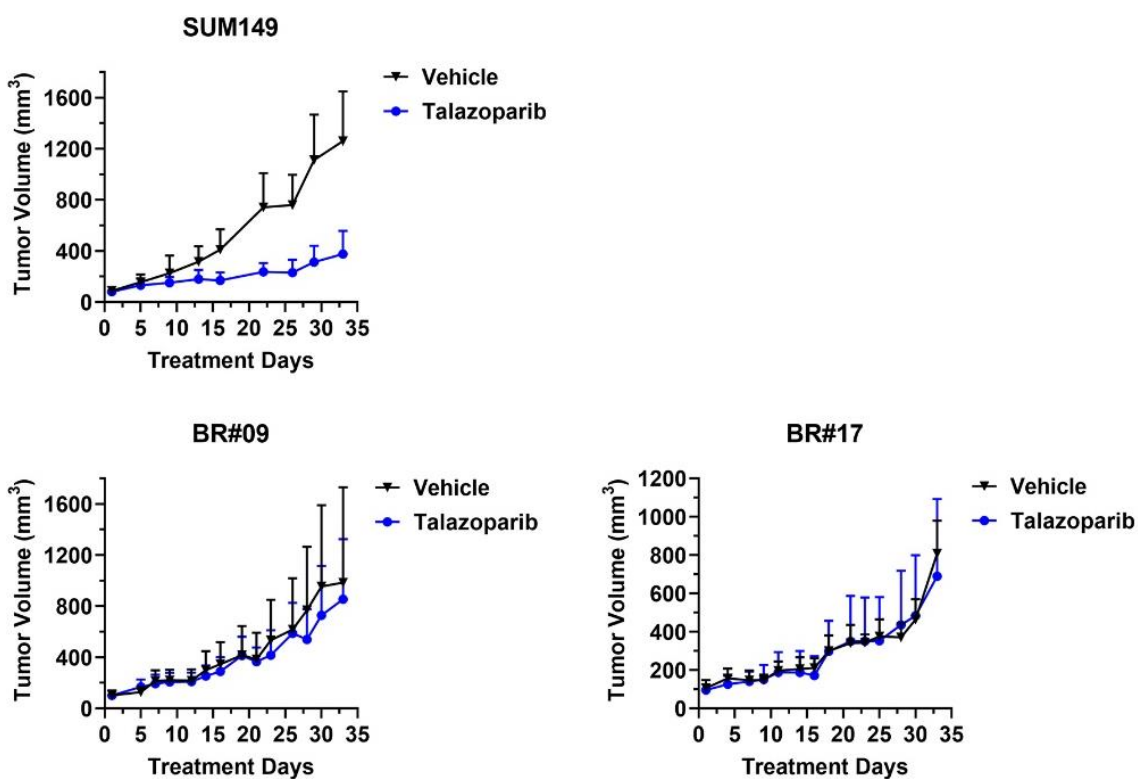 SUM149
Vehicle
Talazoparib
Tumor Volume (mm³)
1600
1200
800
400
0
0 5 10 15 20 25 30 35
Treatment Days
BR#09
Vehicle
Talazoparib
Tumor Volume (mm³)
1600
1200
800
400
0
0 5 10 15 20 25 30 35
Treatment Days
BR#17
Vehicle
Talazoparib
Tumor Volume (mm³)
1200
1000
800
600
400
200
0
0 5 10 15 20 25 30 35
Treatment Days